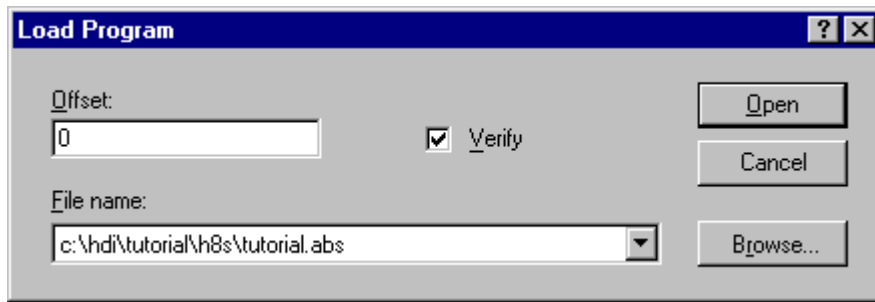 Load Program
Offset:
0
Verify
Open
Cancel
File name:
c:\hdi\tutorial\h8s\tutorial.abs
Browse...